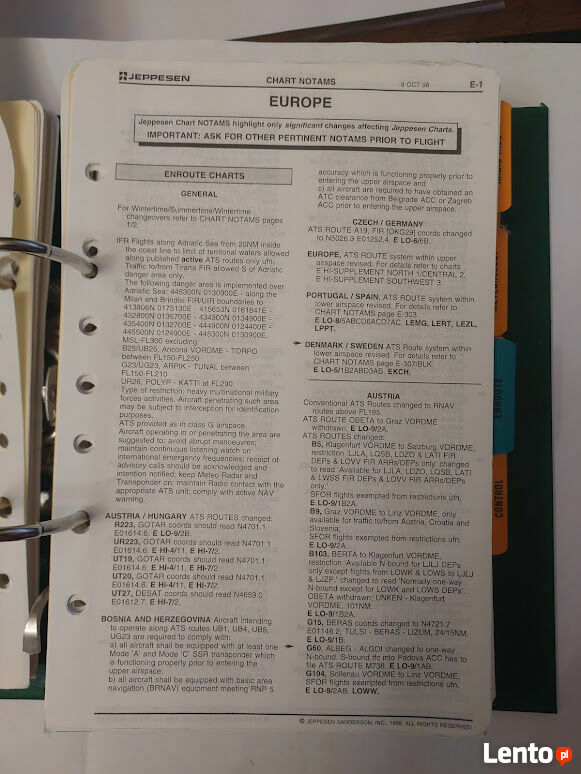 JEPPESEN
CHART NOTAMS
9 OCT 98
E-1
EUROPE
Jeppesen Chart NOTAMS highlight only significant changes affecting Jeppesen Charts.
IMPORTANT: ASK FOR OTHER PERTINENT NOTAMS PRIOR TO FLIGHT
ENROUTE CHARTS
GENERAL
For Wintertime/Summertime/Wintertime
changeovers refer to CHART NOTAMS pages
1/2.
IFR Flights along Adriatic Sea from 20NM inside
the coast line to limit of territorial waters allowed
along published active ATS routes only ufn.
Traffic to/from Tirana FIR allowed S of Adriatic
danger area only.
The following danger area is implemented over
Adriatic Sea: 445300N 0130900E – along the
Milan and Brindisi FIR/UIR boundaries to
413800N 0175130E - 415653N 0161841E -
432800N 0135700E - 434300N 0134900E -
435400N 0132700E - 444900N 0124400E -
445500N 0124900E - 445300N 0130900E.
MSL-FL300 excluding:
B25/UB25, Ancona VORDME - TORPO
between FL150-FL250
G23/UG23, ARPIK - TUNAL between
FL150-FL210
UR26, POLYP - KATTI at FL290.
Type of restriction: heavy multinational military
forces activities. Aircraft penetrating such area
may be subject to interception for identification
purposes.
ATS provided as in class G airspace.
Aircraft operating in or penetrating the area are
suggested to: avoid abrupt manouvres;
maintain continuous listening watch on
international emergency frequencies; receipt of
advisory calls should be acknowledged and
intention notified; keep Meteo Radar and
Transponder on; maintain Radio contact with the
appropriate ATS unit; comply with active NAV
warning.
AUSTRIA / HUNGARY ATS ROUTES changed:
R223, GOTAR coords should read N4701.1
E01614.6. E LO-9/2B.
UR223, GOTAR coords should read N4701.1
E01614.6. E HI-4/11, E HI-7/2.
UT19, GOTAR coords should read N4701.1
E01614.6. E HI-4/11, E HI-7/2.
UT20, GOTAR coords should read N4701.1
E01614.6. E HI-4/11, E HI-7/2.
UT27, DESAT coords should read N4659.0
E01612.7. E HI-7/2.
BOSNIA AND HERZEGOVINA Aircraft intending
to operate along ATS routes UB1, UB4, UB5,
UG23 are required to comply with:
a) all aircraft shall be equipped with at least one
Mode 'A' and Mode 'C' SSR transponder which
is functioning properly prior to entering the
upper airspace and;
b) all aircraft shall be equipped with basic area
navigation (BRNAV) equipment meeting RNP 5
accuracy which is functioning properly prior to
entering the upper airspace and
c) all aircraft are required to have obtained an
ATC clearance from Belgrade ACC or Zagreb
ACC prior to entering the upper airspace.
CZECH / GERMANY
ATS ROUTE A19, FIR [OKG29] coords changed
to N5026.3 E01252.4. E LO-6/6B.
EUROPE, ATS ROUTE system within upper
airspace revised. For details refer to charts
E HI-SUPPLEMENT NORTH 1/CENTRAL 2,
E HI-SUPPLEMENT SOUTHWEST 3.
PORTUGAL / SPAIN, ATS ROUTE system within
lower airspace revised. For details refer to
CHART NOTAMS page E-303.
E LO-8/5ABCD6ACD7AC. LEMG, LERT, LEZL,
LPPT.
DENMARK / SWEDEN ATS Route system within
lower airspace revised. For details refer to
CHART NOTAMS page E-307/BLK.
E LO-5/1B2ABD3AB. EKCH.
AUSTRIA
Conventional ATS Routes changed to RNAV
routes above FL195.
ATS ROUTE OBETA to Graz VORDME
withdrawn. E LO-9/2A.
ATS ROUTES changed:
B5, Klagenfurt VORDME to Salzburg VORDME,
restriction 'LJLA, LQSB, LDZO & LATI FIR
DEPs & LOVV FIR ARRs/DEPs only' changed
to read 'Available for LJLA, LDZO, LQSB, LATI
& LWSS FIR DEPs & LOVV FIR ARRs/DEPs
only.'
SFOR flights exempted from restrictions ufn.
E LO-9/1B2A.
B9, Graz VORDME to Linz VORDME, only
available for traffic to/from Austria, Croatia and
Slovenia;
SFOR flights exempted from restrictions ufn.
E LO-9/2A.
B103, BERTA to Klagenfurt VORDME,
restriction 'Available N-bound for LJLJ DEPs
only except flights from LOWK & LOWS to LJLJ
& LJZP.' changed to read 'Normally one-way
N-bound except for LOWK and LOWS DEPs'.
OBETA withdrawn; UNKEN - Klagenfurt
VORDME, 101NM.
E LO-9/1B2A.
G15, BERAS coords changed to N4721.7
E01146.2; TULSI - BERAS - LIZUM, 24/15NM.
E LO-9/1B.
G60, ALBEG - ALGOI changed to one-way
N-bound. S-bound tfc into Padova ACC has to
file ATS ROUTE M738. E LO-9/1AB.
G104, Sollenau VORDME to Linz VORDME,
SFOR flights exempted from restrictions ufn.
E LO-9/2AB. LOWW.
© JEPPESEN SANDERSON, INC., 1998. ALL RIGHTS RESERVED.
ENROUTE
CONTROL
Lento.pl